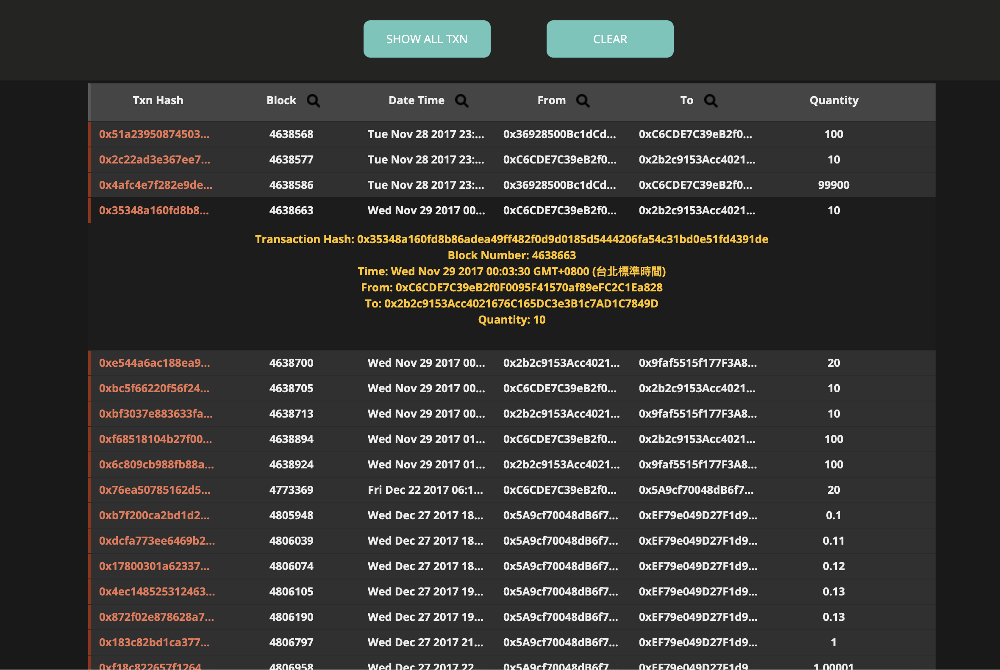 SHOW ALL TXN CLEAR
Txn Hash Block Date Time From To Quantity
0x51a23950874503... 4638568 Tue Nov 28 2017 23:... 0x36928500Bc1dCd... 0xC6CDE7C39eB2f0... 100
0x2c22ad3e367ee7... 4638577 Tue Nov 28 2017 23:... 0xC6CDE7C39eB2f0... 0x2b2c9153Acc4021... 10
0x4afc4e7f282e9de... 4638586 Tue Nov 28 2017 23:... 0x36928500Bc1dCd... 0xC6CDE7C39eB2f0... 99900
0x35348a160fd8b8... 4638663 Wed Nov 29 2017 00... 0xC6CDE7C39eB2f0... 0x2b2c9153Acc4021... 10
Transaction Hash: 0x35348a160fd8b86adea49ff482f0d9d0185d5444206fa54c31bd0e51fd4391de
Block Number: 4638663
Time: Wed Nov 29 2017 00:03:30 GMT+0800 (台北標準時間)
From: 0xC6CDE7C39eB2f0F0095F41570af89eFC2C1Ea828
To: 0x2b2c9153Acc4021676C165DC3e3B1c7AD1C7849D
Quantity: 10
0xe544a6ac188ea9... 4638700 Wed Nov 29 2017 00... 0x2b2c9153Acc4021... 0x9faf5515f177F3A8... 20
0xbc5f66220f56f24... 4638705 Wed Nov 29 2017 00... 0xC6CDE7C39eB2f0... 0x2b2c9153Acc4021... 10
0xbf3037e883633fa... 4638713 Wed Nov 29 2017 00... 0x2b2c9153Acc4021... 0x9faf5515f177F3A8... 10
0xf68518104b27f00... 4638894 Wed Nov 29 2017 01... 0xC6CDE7C39eB2f0... 0x2b2c9153Acc4021... 100
0x6c809cb988fb88a... 4638924 Wed Nov 29 2017 01... 0x2b2c9153Acc4021... 0x9faf5515f177F3A8... 100
0x76ea50785162d5... 4773369 Fri Dec 22 2017 06:1... 0xC6CDE7C39eB2f0... 0x5A9cf70048dB6f7... 20
0xb7f200ca2bd1d2... 4805948 Wed Dec 27 2017 18... 0x5A9cf70048dB6f7... 0xEF79e049D27F1d9... 0.1
0xdcfa773ee6469b2... 4806039 Wed Dec 27 2017 18... 0x5A9cf70048dB6f7... 0xEF79e049D27F1d9... 0.11
0x17800301a62337... 4806074 Wed Dec 27 2017 18... 0x5A9cf70048dB6f7... 0xEF79e049D27F1d9... 0.12
0x4ec148525312463... 4806105 Wed Dec 27 2017 19... 0x5A9cf70048dB6f7... 0xEF79e049D27F1d9... 0.13
0x872f02e878628a7... 4806190 Wed Dec 27 2017 19... 0x5A9cf70048dB6f7... 0xEF79e049D27F1d9... 0.13
0x183c82bd1ca377... 4806797 Wed Dec 27 2017 21... 0x5A9cf70048dB6f7... 0xEF79e049D27F1d9... 1
0xf18c822657f1264... 4806958 Wed Dec 27 2017 22... 0x5A9cf70048dB6f7... 0xEF79e049D27F1d9... 1.00001